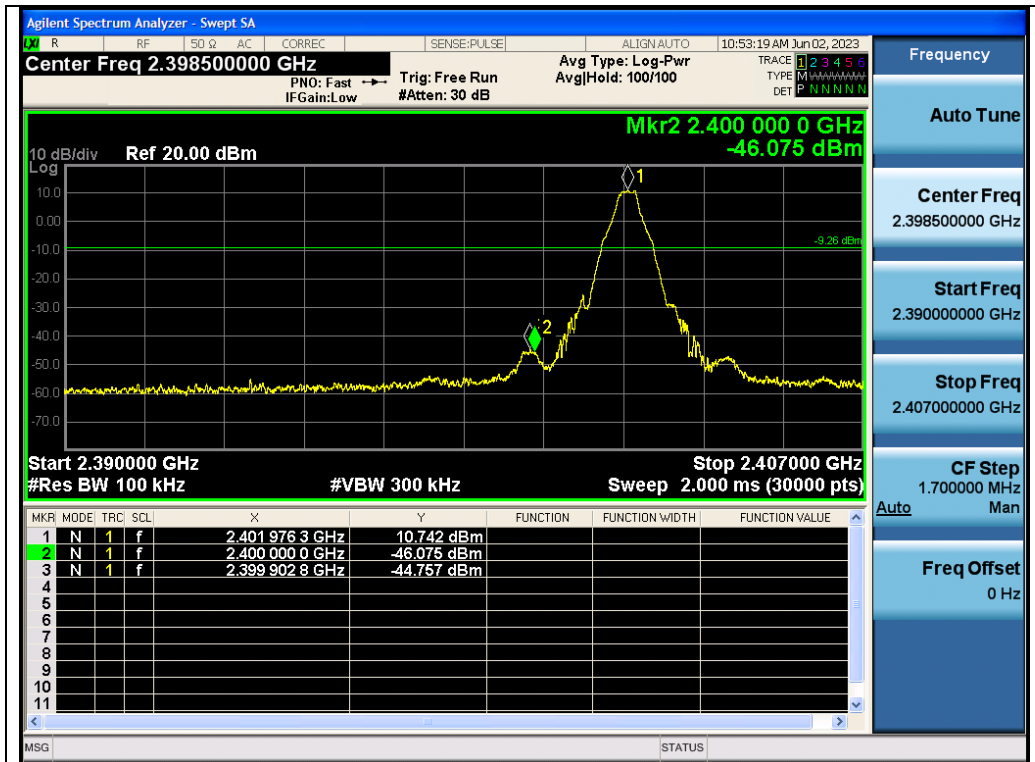 Agilent Spectrum Analyzer - Swept SA
LXI R RF 50 Ω AC CORREC SENSE:PULSE ALIGN AUTO 10:53:19 AM Jun 02, 2023
Center Freq 2.398500000 GHz
PNO: Fast
IFGain:Low
Trig: Free Run
#Atten: 30 dB
Avg Type: Log-Pwr
Avg|Hold: 100/100
TRACE 1 2 3 4 5 6
TYPE M WWWWW
DET P N N N N N
Mkr2 2.400 000 0 GHz
-46.075 dBm
10 dB/div Ref 20.00 dBm
Log
10.0
0.00
-10.0
-20.0
-30.0
-40.0
-50.0
-60.0
-70.0
1
2
-9.26 dBm
Start 2.390000 GHz Stop 2.407000 GHz
#Res BW 100 kHz #VBW 300 kHz Sweep 2.000 ms (30000 pts)
MKR MODE TRC SCL X Y FUNCTION FUNCTION WIDTH FUNCTION VALUE
1 N 1 f 2.401 976 3 GHz 10.742 dBm
2 N 1 f 2.400 000 0 GHz -46.075 dBm
3 N 1 f 2.399 902 8 GHz -44.757 dBm
4
5
6
7
8
9
10
11
MSG STATUS
Frequency
Auto Tune
Center Freq
2.398500000 GHz
Start Freq
2.390000000 GHz
Stop Freq
2.407000000 GHz
CF Step
1.700000 MHz
Auto Man
Freq Offset
0 Hz